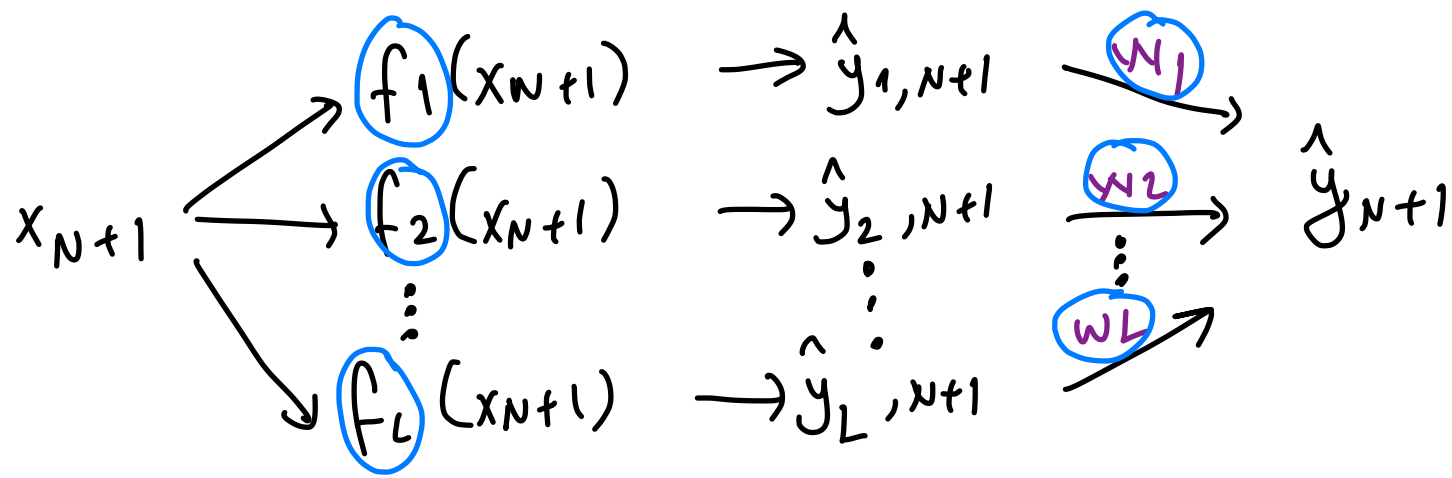 f1(xN+1) → ŷ1,N+1 w1
xN+1 f2(xN+1) → ŷ2,N+1 w2 ŷN+1
fL(xN+1) → ŷL,N+1 wL